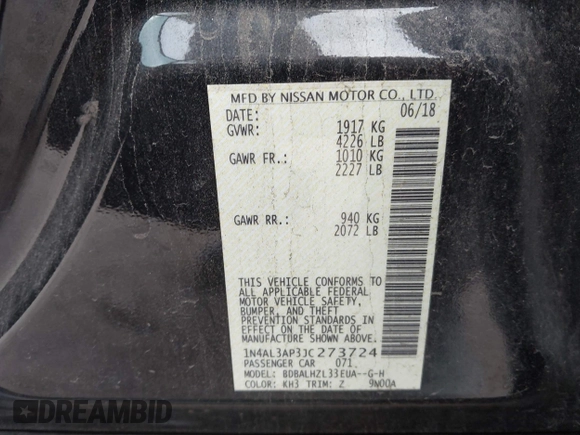 MFD BY NISSAN MOTOR CO., LTD.
DATE: 06/18
GVWR: 1917 KG
4226 LB
GAWR FR.: 1010 KG
2227 LB
GAWR RR.: 940 KG
2072 LB
THIS VEHICLE CONFORMS TO
ALL APPLICABLE FEDERAL
MOTOR VEHICLE SAFETY,
BUMPER, AND THEFT
PREVENTION STANDARDS IN
EFFECT ON THE DATE OF
MANUFACTURE SHOWN ABOVE.
1N4AL3AP3JC273724
PASSENGER CAR 071.
MODEL: BDBALHZL33EUA--G-H
COLOR: KH3 TRIM: Z 9N00A
© 2024 BIDHISTORY